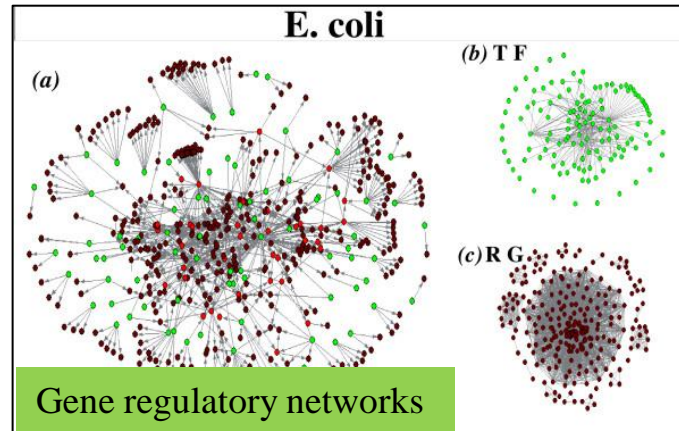 E. coli
(a)
(b) T F
(c) R G
Gene regulatory networks